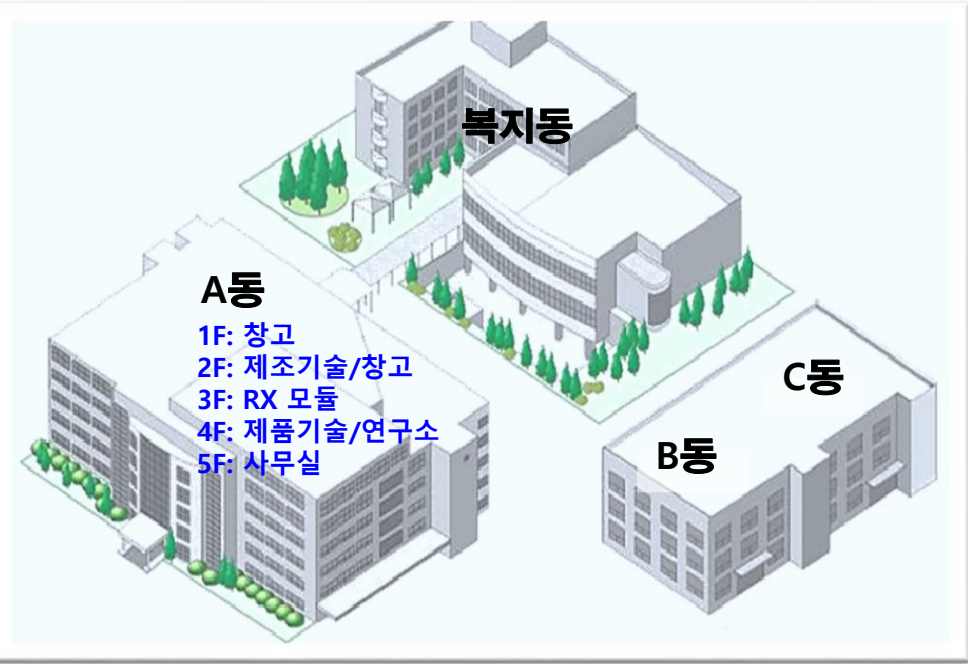 복지동
A동
1F: 창고
2F: 제조기술/창고
3F: RX 모듈
4F: 제품기술/연구소
5F: 사무실
C동
B동